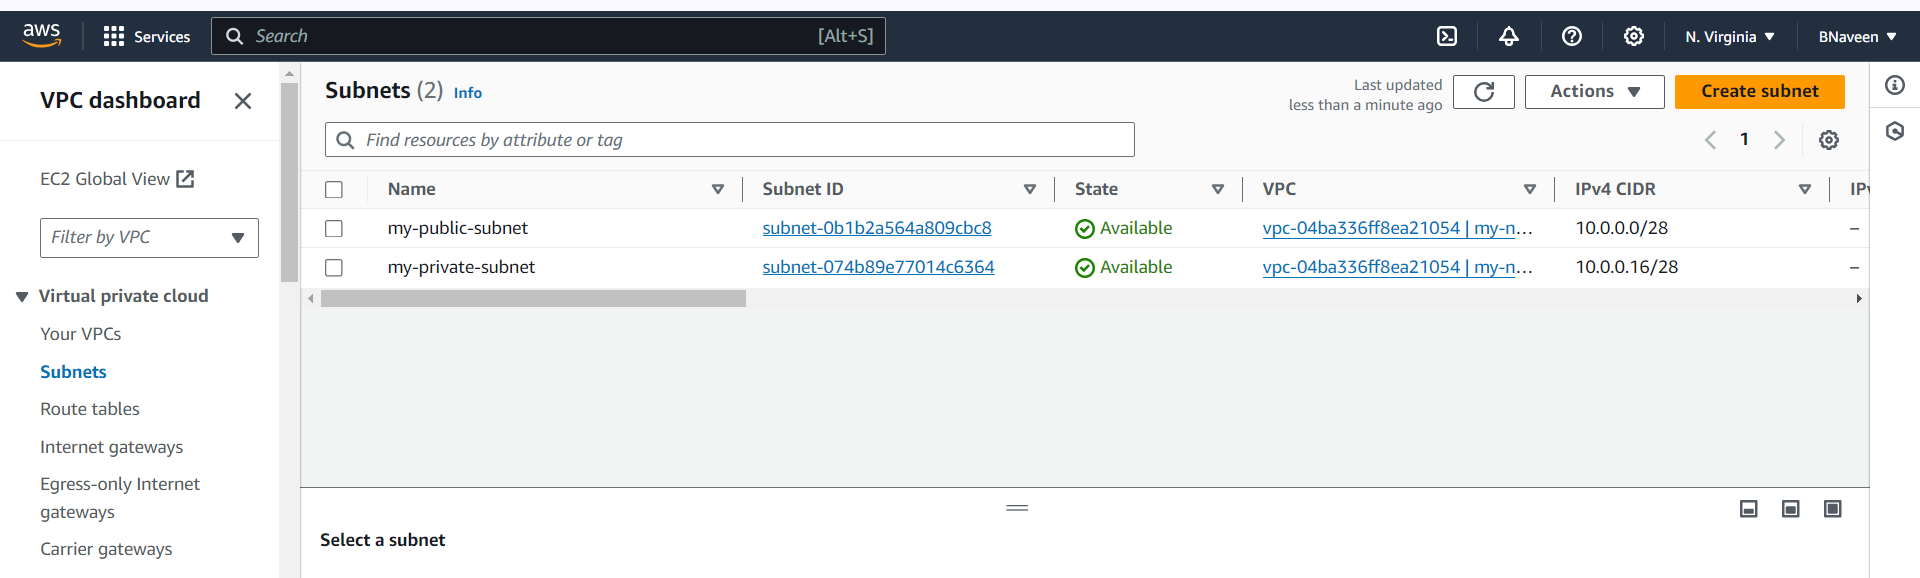 aws
Services
Search [Alt+S]
N. Virginia
BNaveen
VPC dashboard
EC2 Global View
Filter by VPC
Virtual private cloud
Your VPCs
Subnets
Route tables
Internet gateways
Egress-only Internet
gateways
Carrier gateways
Subnets (2) Info
Last updated
less than a minute ago
Actions
Create subnet
Find resources by attribute or tag
1
Name Subnet ID State VPC IPv4 CIDR
my-public-subnet subnet-0b1b2a564a809cbc8 Available vpc-04ba336ff8ea21054 | my-n... 10.0.0.0/28 –
my-private-subnet subnet-074b89e77014c6364 Available vpc-04ba336ff8ea21054 | my-n... 10.0.0.16/28 –
Select a subnet